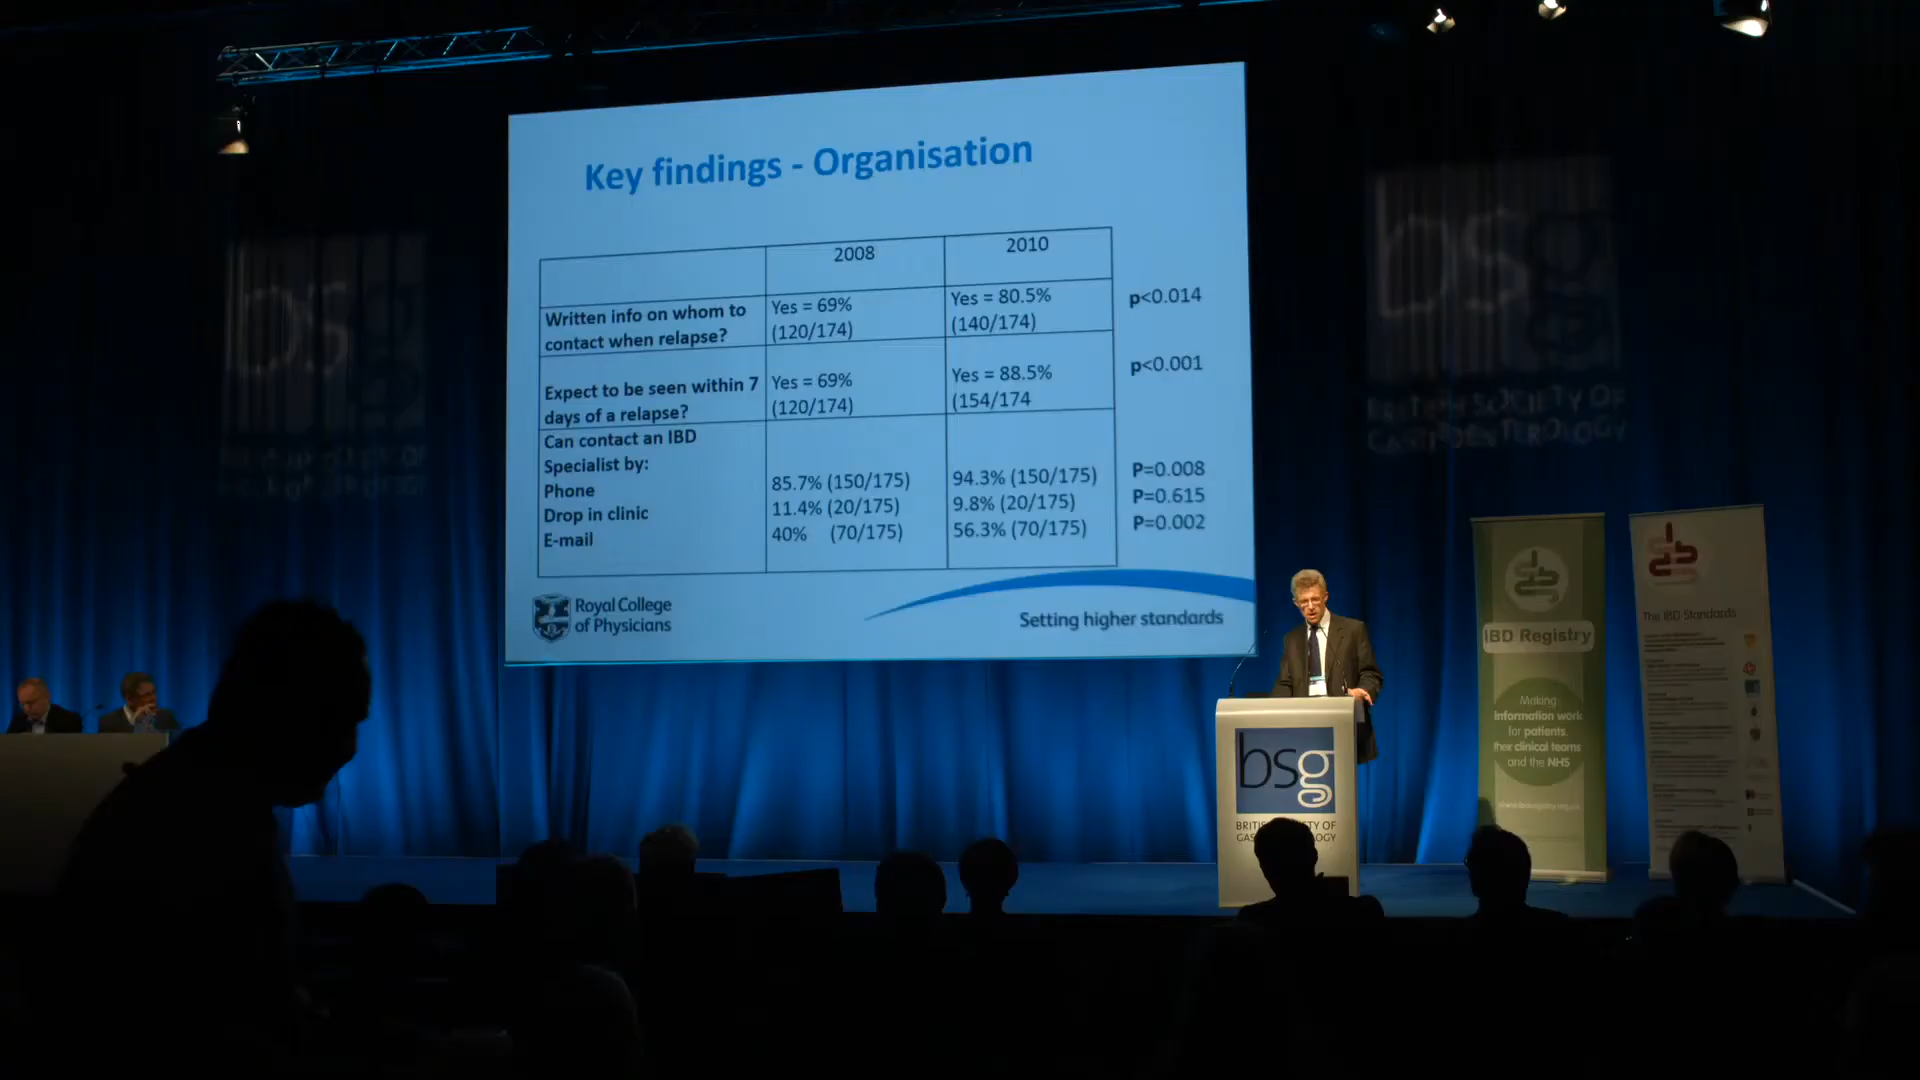 Key findings - Organisation
2008
2010
Written info on whom to
contact when relapse?
Yes = 69%
(120/174)
Yes = 80.5%
(140/174)
p<0.014
Expect to be seen within 7
days of a relapse?
Yes = 69%
(120/174)
Yes = 88.5%
(154/174
p<0.001
Can contact an IBD
Specialist by:
Phone
85.7% (150/175)
94.3% (150/175)
P=0.008
Drop in clinic
11.4% (20/175)
9.8% (20/175)
P=0.615
E-mail
40% (70/175)
56.3% (70/175)
P=0.002
Royal College
of Physicians
Setting higher standards
bsg
BRITISH SOCIETY OF
GASTROENTEROLOGY
bsg
IBD Registry
Making
information work
for patients,
their clinical teams
and the NHS
The IBD Standards